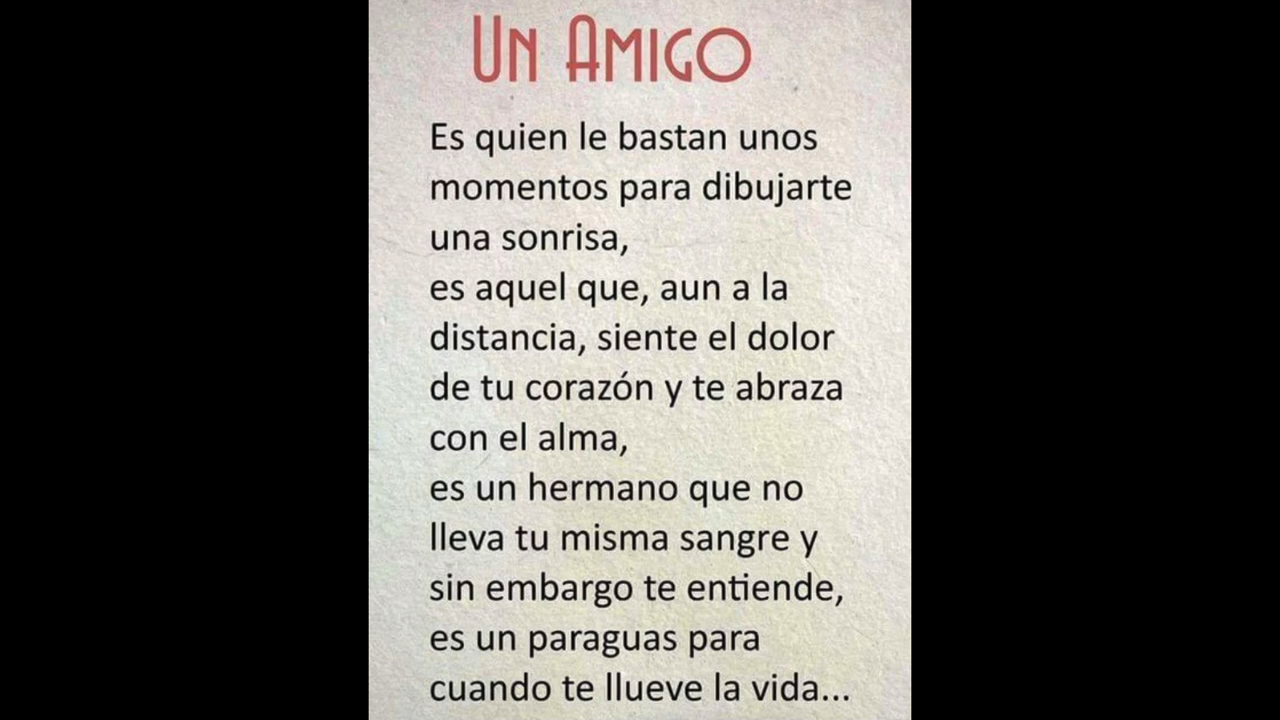 Un Amigo
Es quien le bastan unos
momentos para dibujarte
una sonrisa,
es aquel que, aun a la
distancia, siente el dolor
de tu corazón y te abraza
con el alma,
es un hermano que no
lleva tu misma sangre y
sin embargo te entiende,
es un paraguas para
cuando te llueve la vida...